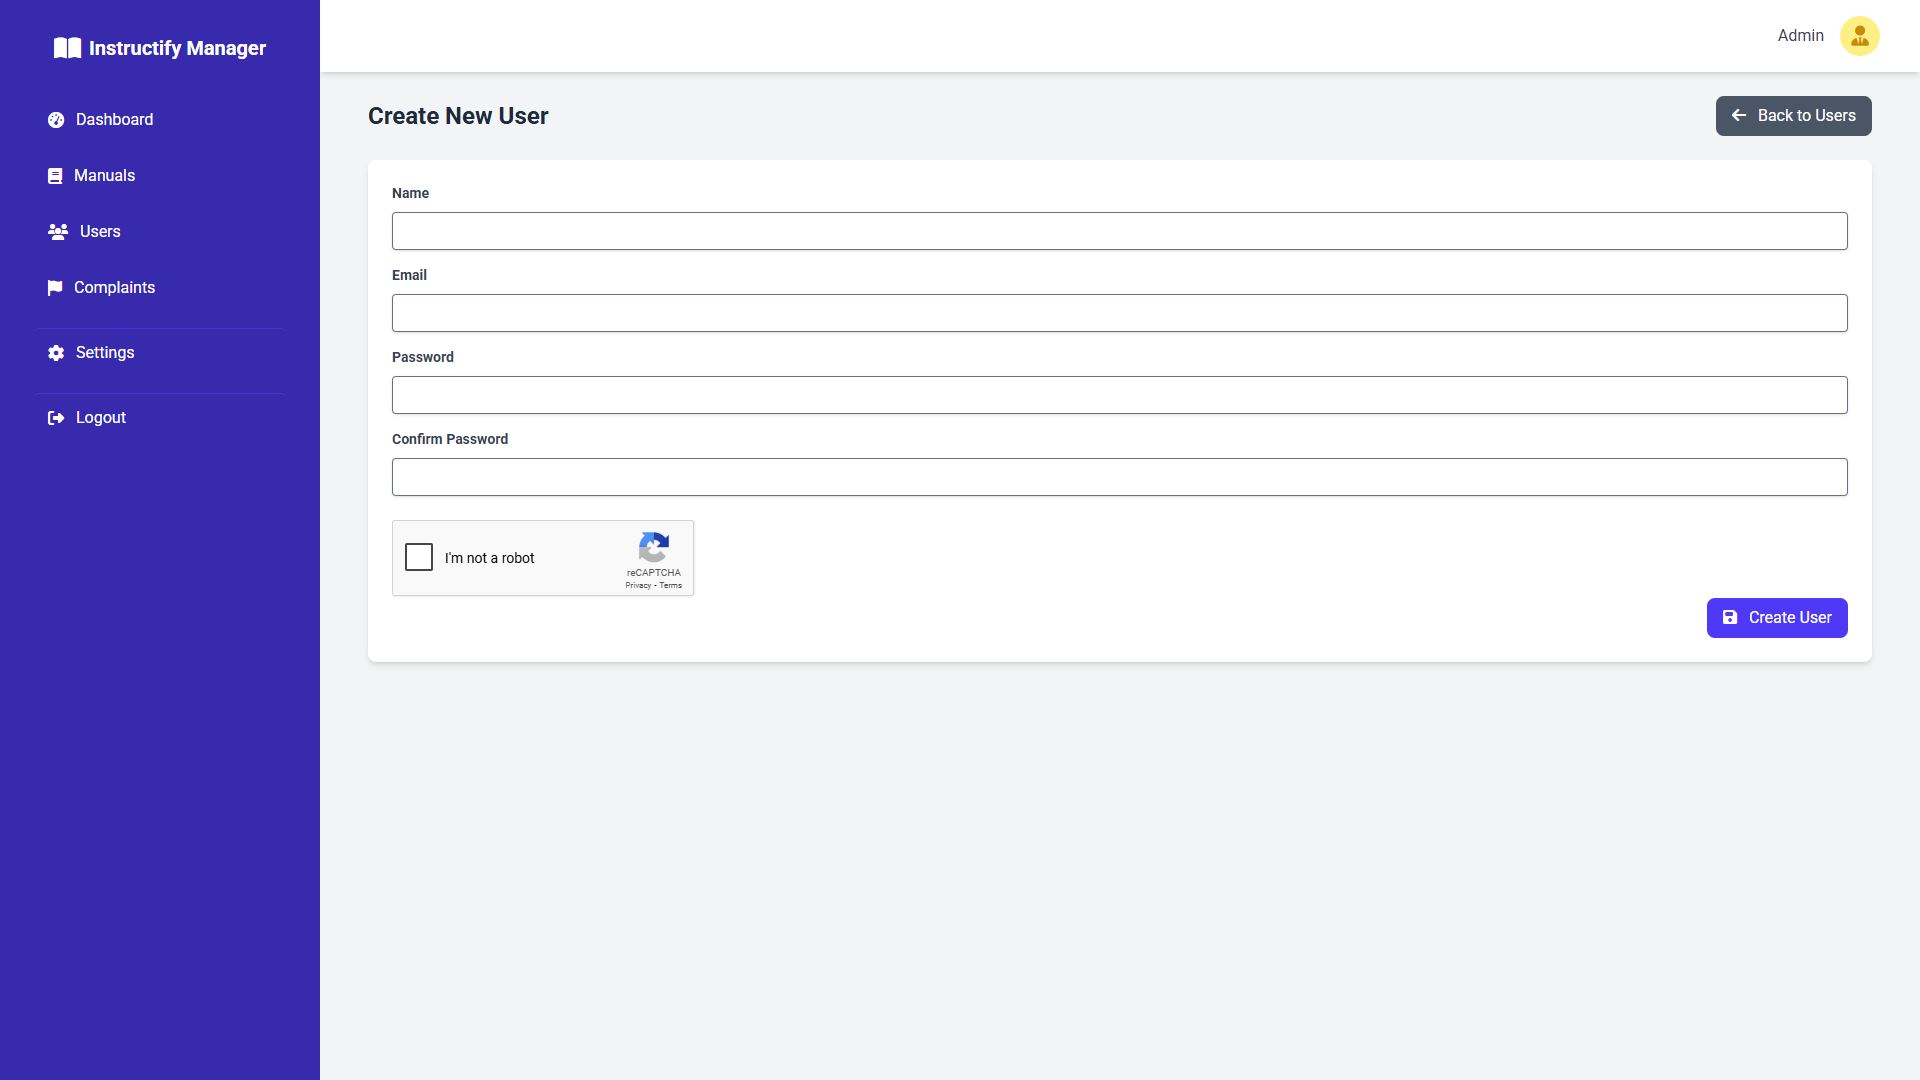 Instructify Manager
Admin
Dashboard
Manuals
Users
Complaints
Settings
Logout
Create New User
Back to Users
Name
Email
Password
Confirm Password
I'm not a robot
reCAPTCHA
Privacy - Terms
Create User